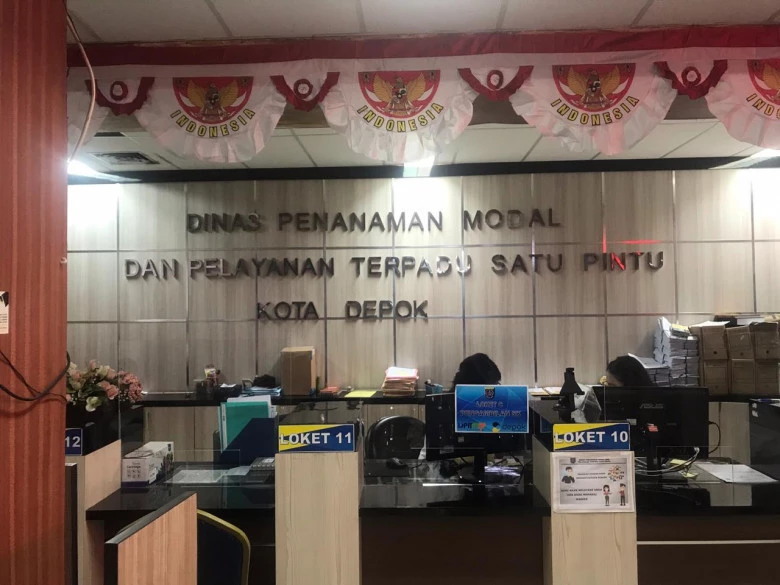 INDONESIA
INDONESIA
INDONESIA
INDONESIA
DINAS PENANAMAN MODAL
DAN PELAYANAN TERPADU SATU PINTU
KOTA DEPOK
12
LOKET 11
LOKET 10
ASUS